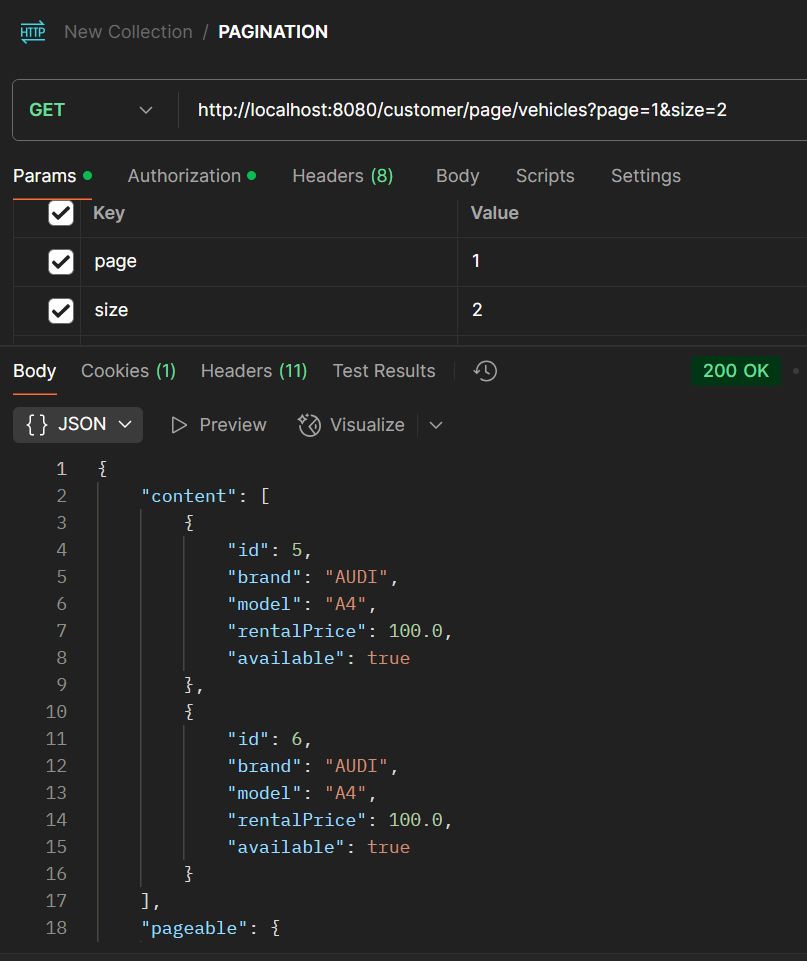 HTTP New Collection / PAGINATION
GET http://localhost:8080/customer/page/vehicles?page=1&size=2
Params Authorization Headers (8) Body Scripts Settings
Key Value
page 1
size 2
Body Cookies (1) Headers (11) Test Results 200 OK
{} JSON Preview Visualize
1 {
2 "content": [
3 {
4 "id": 5,
5 "brand": "AUDI",
6 "model": "A4",
7 "rentalPrice": 100.0,
8 "available": true
9 },
10 {
11 "id": 6,
12 "brand": "AUDI",
13 "model": "A4",
14 "rentalPrice": 100.0,
15 "available": true
16 }
17 ],
18 "pageable": {